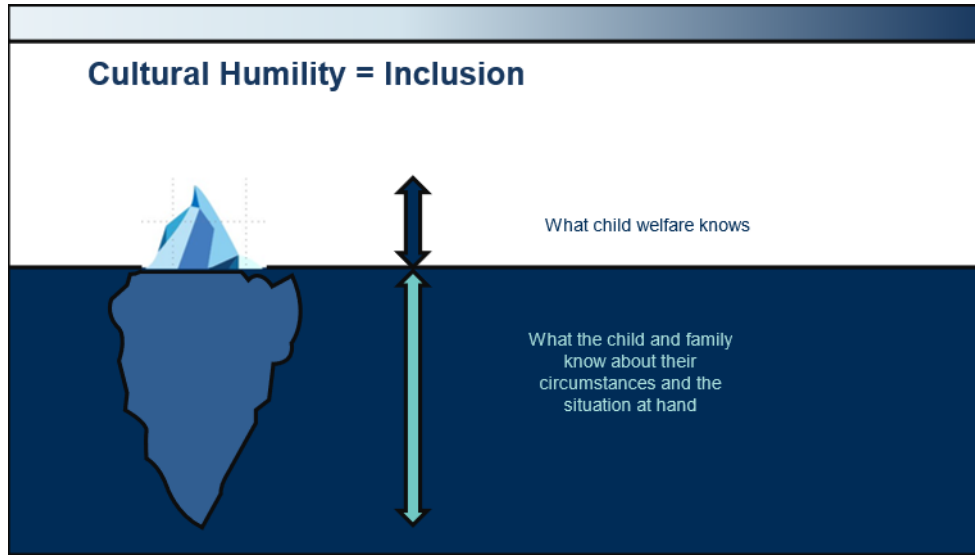 Cultural Humility = Inclusion
What child welfare knows
What the child and family
know about their
circumstances and the
situation at hand